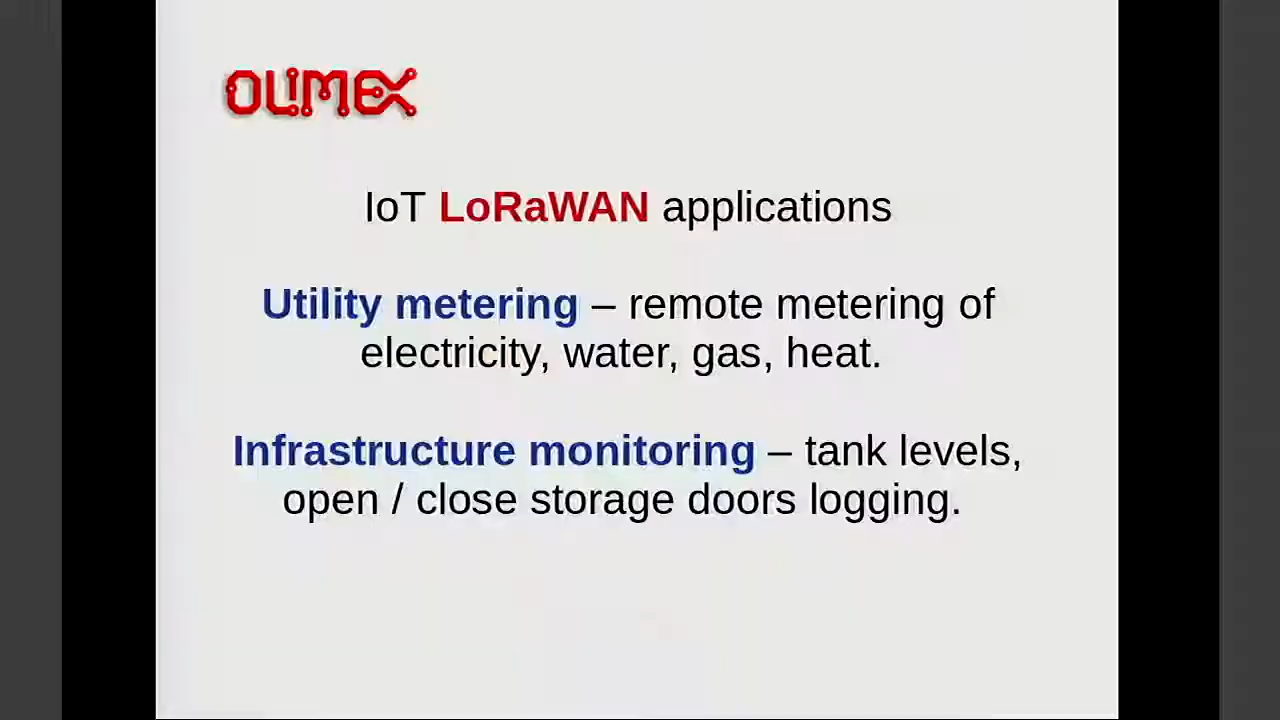 OLIMEX
IoT LoRaWAN applications
Utility metering – remote metering of
electricity, water, gas, heat.
Infrastructure monitoring – tank levels,
open / close storage doors logging.